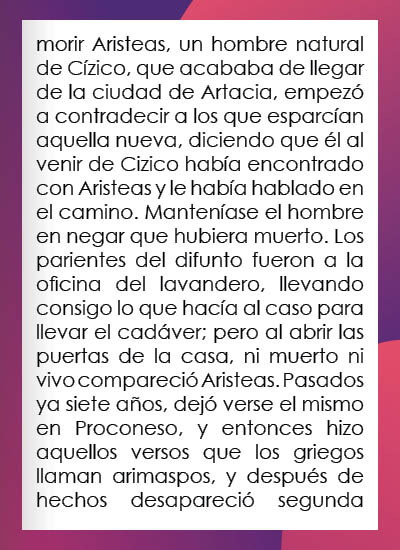 morir Aristeas, un hombre natural
de Cízico, que acababa de llegar
de la ciudad de Artacia, empezó
a contradecir a los que esparcían
aquella nueva, diciendo que él al
venir de Cizico había encontrado
con Aristeas y le había hablado en
el camino. Manteníase el hombre
en negar que hubiera muerto. Los
parientes del difunto fueron a la
oficina del lavandero, llevando
consigo lo que hacía al caso para
llevar el cadáver; pero al abrir las
puertas de la casa, ni muerto ni
vivo compareció Aristeas. Pasados
ya siete años, dejó verse el mismo
en Proconeso, y entonces hizo
aquellos versos que los griegos
llaman arimaspos, y después de
hechos desapareció segunda